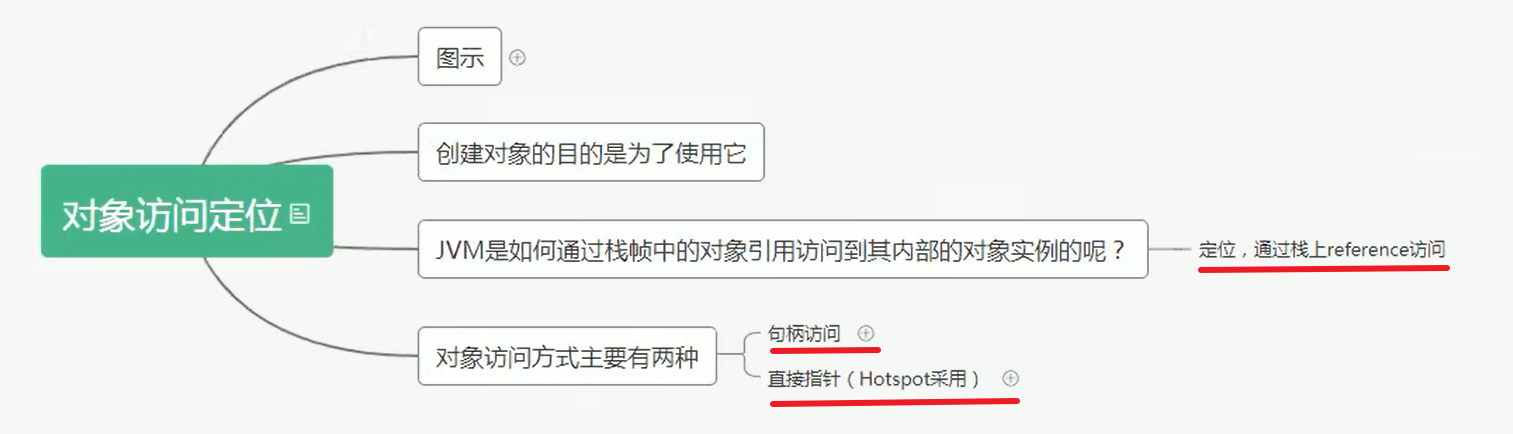 图示
创建对象的目的是为了使用它
对象访问定位
JVM是如何通过栈帧中的对象引用访问到其内部的对象实例的呢？
定位，通过栈上reference访问
对象访问方式主要有两种
句柄访问
直接指针（Hotspot采用）